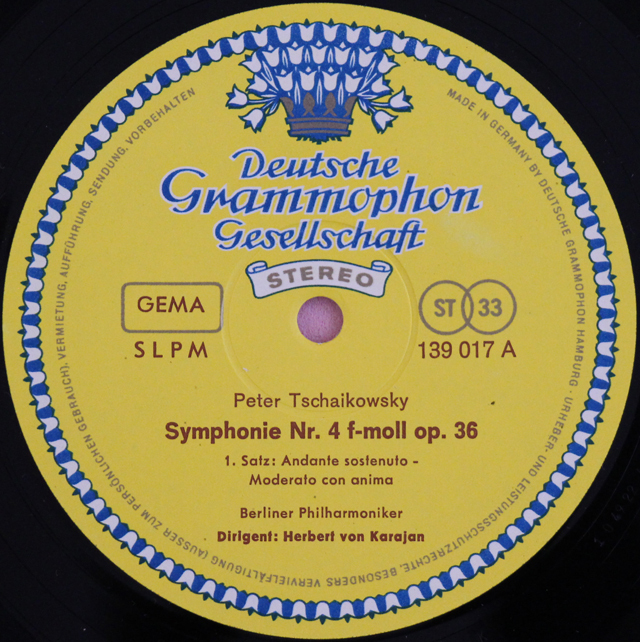 Deutsche
Grammophon
Gesellschaft
STEREO
GEMA
ST 33
SLPM
139 017 A
Peter Tschaikowsky
Symphonie Nr. 4 f-moll op. 36
1. Satz: Andante sostenuto -
Moderato con anima
Berliner Philharmoniker
Dirigent: Herbert von Karajan
MADE IN GERMANY BY DEUTSCHE GRAMMOPHON HAMBURG · URHEBER- UND LEISTUNGSSCHUTZRECHTE, BESONDERS VERVIELFÄLTIGUNG (AUSSER ZUM PERSÖNLICHEN GEBRAUCH), VERMIETUNG, AUFFÜHRUNG, SENDUNG, VORBEHALTEN